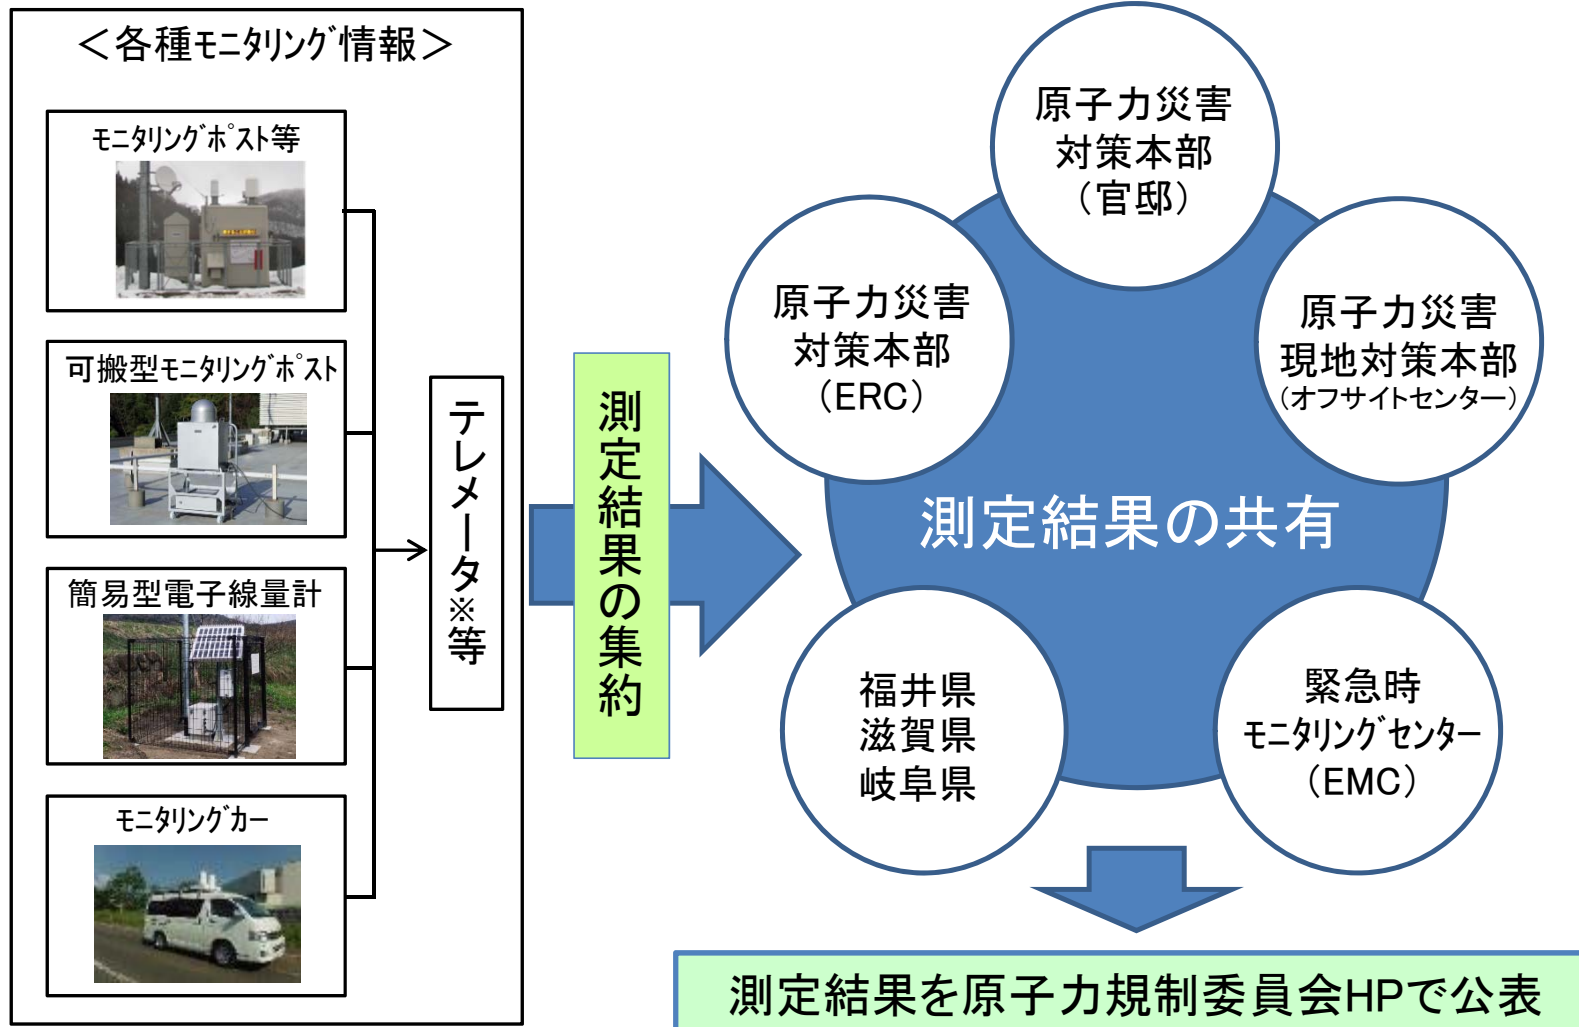 ＜各種ﾓﾆﾀﾘﾝｸﾞ情報＞
ﾓﾆﾀﾘﾝｸﾞﾎﾟｽﾄ等
可搬型ﾓﾆﾀﾘﾝｸﾞﾎﾟｽﾄ
簡易型電子線量計
ﾓﾆﾀﾘﾝｸﾞｶｰ
テレメータ※等
測定結果の集約
原子力災害
対策本部
（官邸）
原子力災害
対策本部
（ERC）
原子力災害
現地対策本部
（オフサイトセンター）
測定結果の共有
福井県
滋賀県
岐阜県
緊急時
ﾓﾆﾀﾘﾝｸﾞｾﾝﾀｰ
（EMC）
測定結果を原子力規制委員会HPで公表